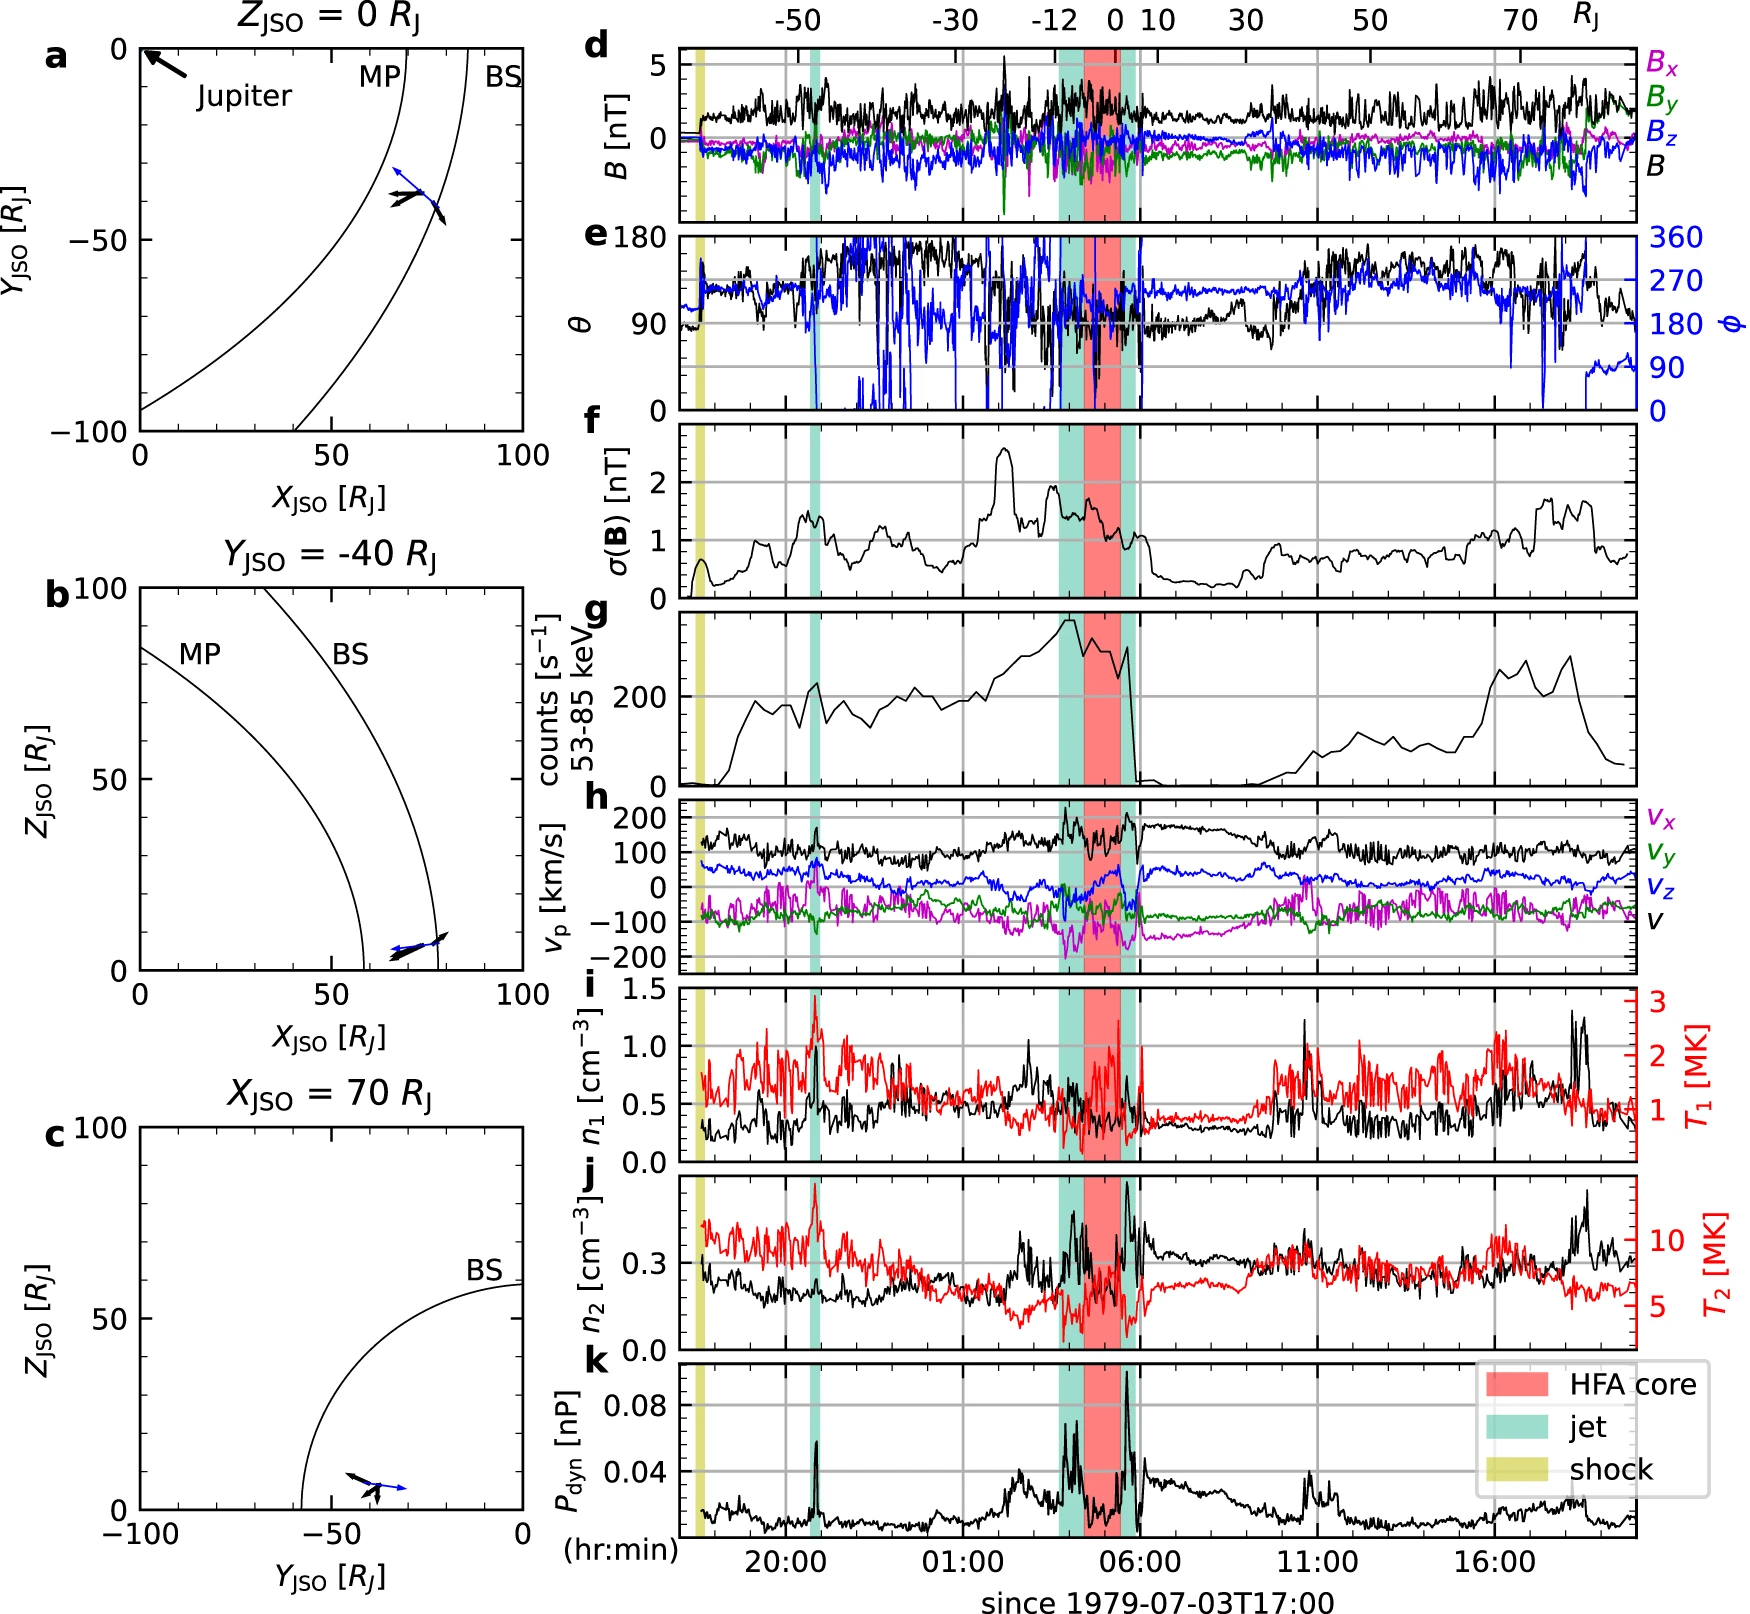 Z_JSO = 0 R_J
a
0
−50
−100
Y_JSO [R_J]
Jupiter
MP
BS
0
50
100
X_JSO [R_J]
Y_JSO = -40 R_J
b
100
50
0
Z_JSO [R_J]
MP
BS
0
50
100
X_JSO [R_J]
X_JSO = 70 R_J
c
100
50
0
Z_JSO [R_J]
BS
−100
−50
0
Y_JSO [R_J]
-50
-30
-12
0
10
30
50
70
R_J
d
5
0
B [nT]
B_x
B_y
B_z
B
e
180
90
0
θ
360
270
180
90
0
ϕ
f
2
1
0
σ(B) [nT]
g
200
0
counts [s⁻¹]
53-85 keV
h
200
100
0
−100
−200
v_p [km/s]
v_x
v_y
v_z
v
i
1.5
1.0
0.5
0.0
n_1 [cm⁻³]
3
2
1
T_1 [MK]
j
0.3
0.0
n_2 [cm⁻³]
10
5
T_2 [MK]
k
0.08
0.04
P_dyn [nP]
HFA core
jet
shock
(hr:min)
20:00
01:00
06:00
11:00
16:00
since 1979-07-03T17:00